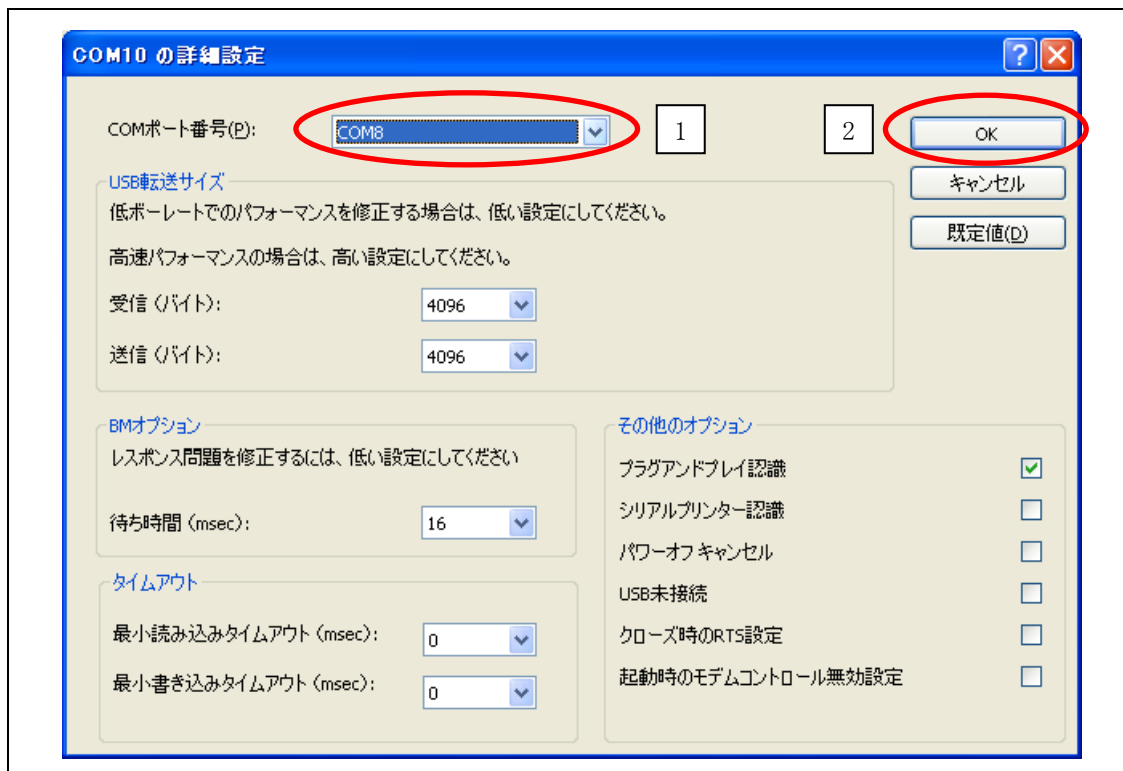 COM10 の詳細設定
COMポート番号(P):
COM8
1
2
OK
キャンセル
既定値(D)
USB転送サイズ
低ボーレートでのパフォーマンスを修正する場合は、低い設定にしてください。
高速パフォーマンスの場合は、高い設定にしてください。
受信 (バイト):
4096
送信 (バイト):
4096
BMオプション
レスポンス問題を修正するには、低い設定にしてください
待ち時間 (msec):
16
タイムアウト
最小読み込みタイムアウト (msec):
0
最小書き込みタイムアウト (msec):
0
その他のオプション
プラグアンドプレイ認識
シリアルプリンター認識
パワーオフ キャンセル
USB未接続
クローズ時のRTS設定
起動時のモデムコントロール無効設定